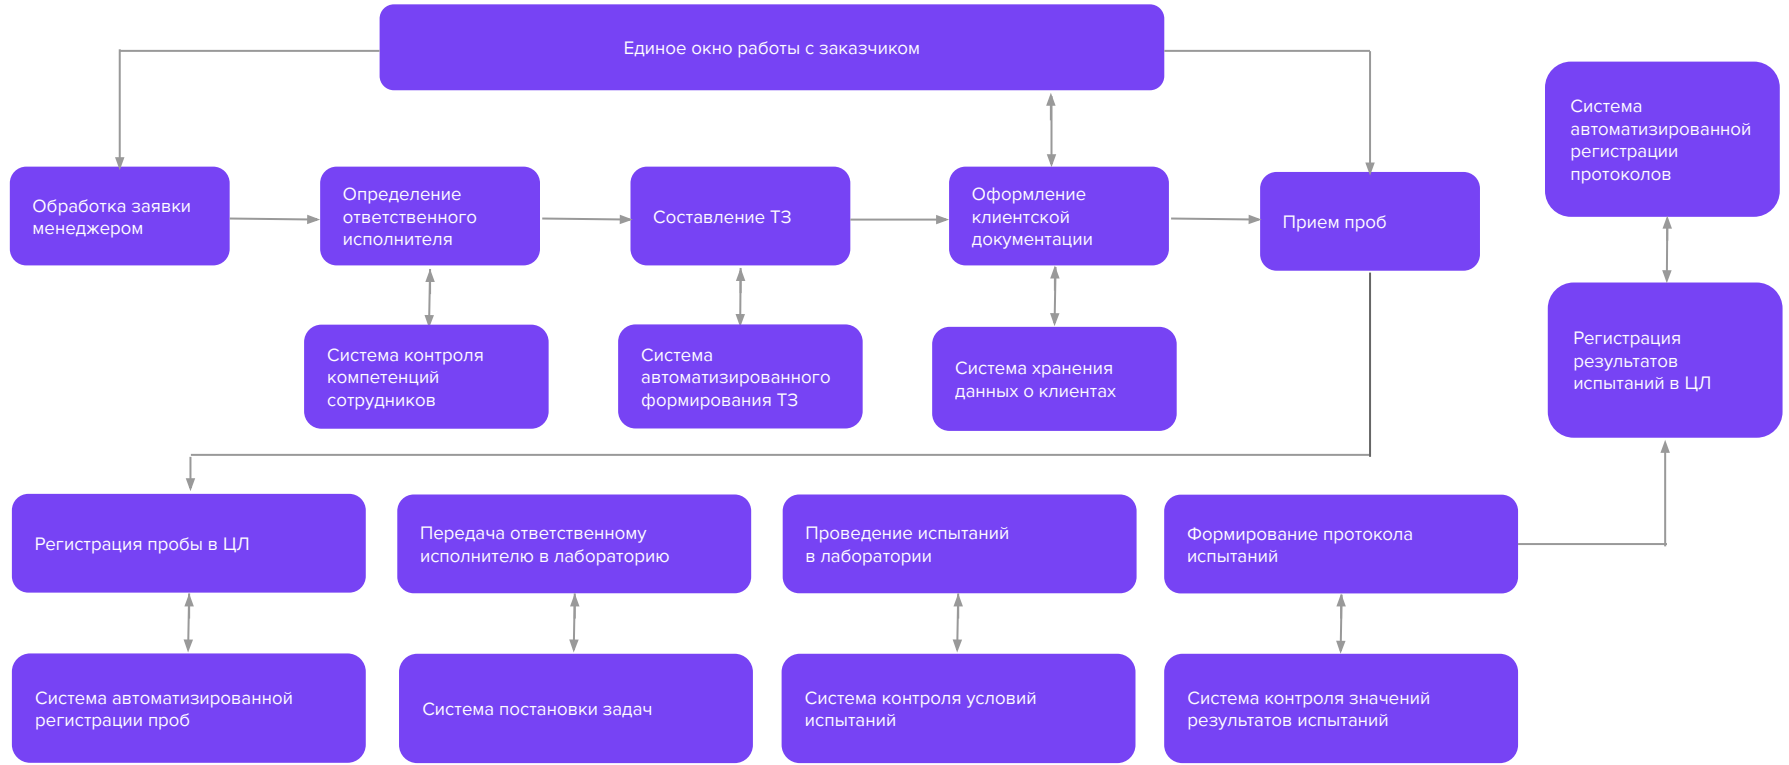 Единое окно работы с заказчиком
Обработка заявки
менеджером
Определение
ответственного
исполнителя
Составление ТЗ
Оформление
клиентской
документации
Прием проб
Система
автоматизированной
регистрации
протоколов
Система контроля
компетенций
сотрудников
Система
автоматизированного
формирования ТЗ
Система хранения
данных о клиентах
Регистрация
результатов
испытаний в ЦЛ
Регистрация пробы в ЦЛ
Передача ответственному
исполнителю в лабораторию
Проведение испытаний
в лаборатории
Формирование протокола
испытаний
Система автоматизированной
регистрации проб
Система постановки задач
Система контроля условий
испытаний
Система контроля значений
результатов испытаний